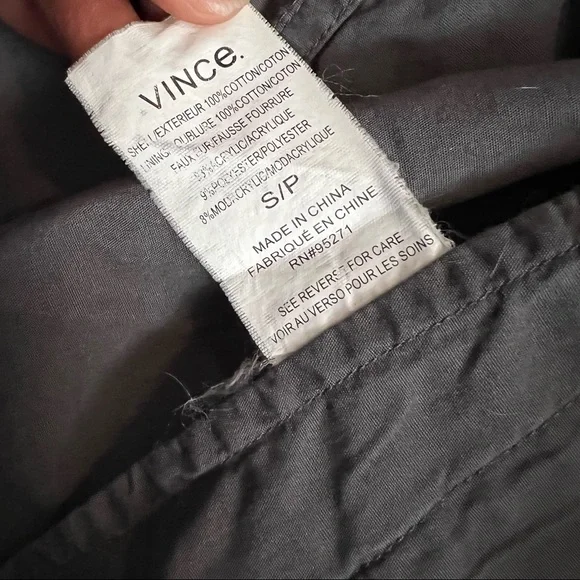 VINCE.
SHELL/EXTERIEUR 100%COTTON/COTON
LINING/DOUBLURE 100%COTTON/COTON
FAUX FUR/FAUSSE FOURRURE
ACRYLIC/ACRYLIQUE
9%POLYESTER/POLYESTER
8%MODACRYLIC/MODACRYLIQUE
S/P
MADE IN CHINA
FABRIQUÉ EN CHINE
RN#95271
SEE REVERSE FOR CARE
VOIR AU VERSO POUR LES SOINS